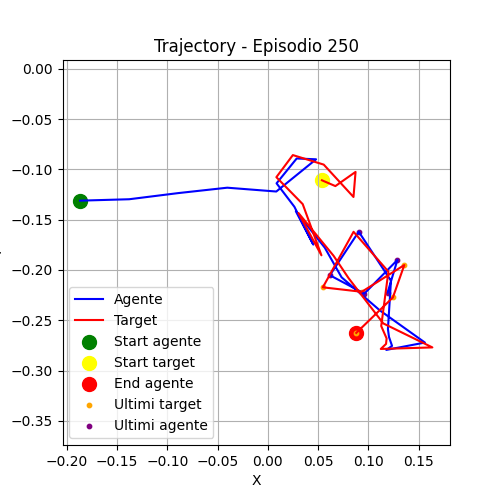 Trajectory - Episodio 250
0.00
−0.05
−0.10
−0.15
−0.20
−0.25
−0.30
−0.35
Agente
Target
Start agente
Start target
End agente
Ultimi target
Ultimi agente
−0.20 −0.15 −0.10 −0.05 0.00 0.05 0.10 0.15
X